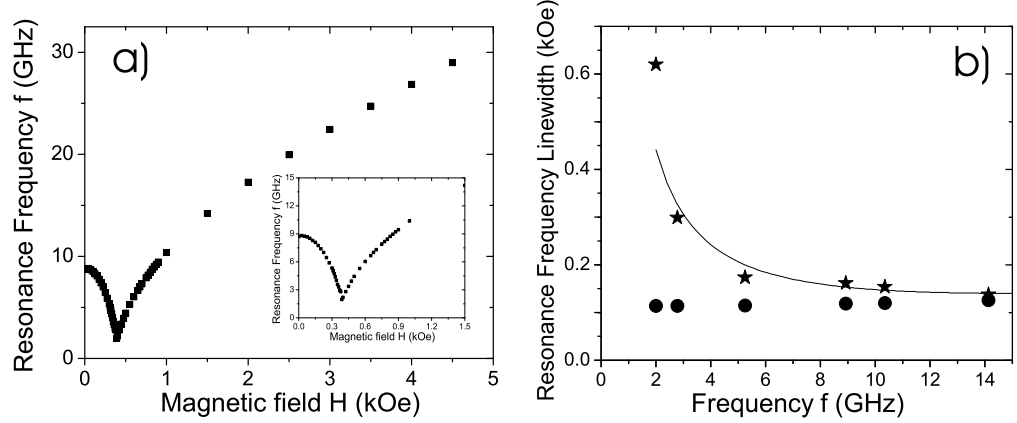 a)
Resonance Frequency f (GHz)
30
20
10
0
0 1 2 3 4 5
Magnetic field H (kOe)
Resonance Frequency f (GHz)
15
12
9
6
3
0
0.0 0.3 0.6 0.9 1.2 1.5
Magnetic field H (kOe)
b)
Resonance Frequency Linewidth (kOe)
0.6
0.4
0.2
0.0
0 2 4 6 8 10 12 14
Frequency f (GHz)